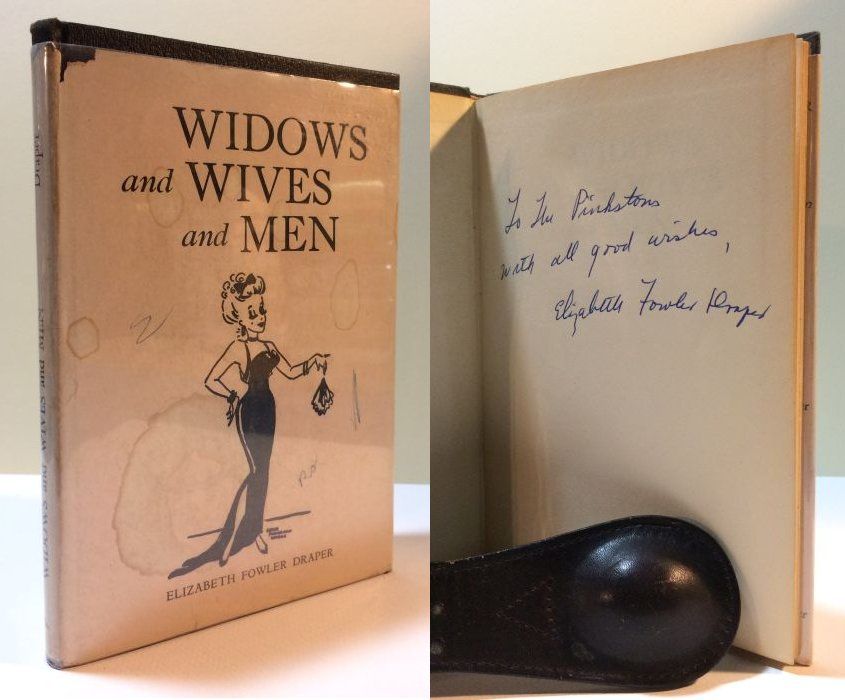 WIDOWS
and WIVES
and MEN
ELIZABETH FOWLER DRAPER
Draper
WIDOWS and WIVES and MEN
To The Pinkstons
with all good wishes,
Elizabeth Fowler Draper